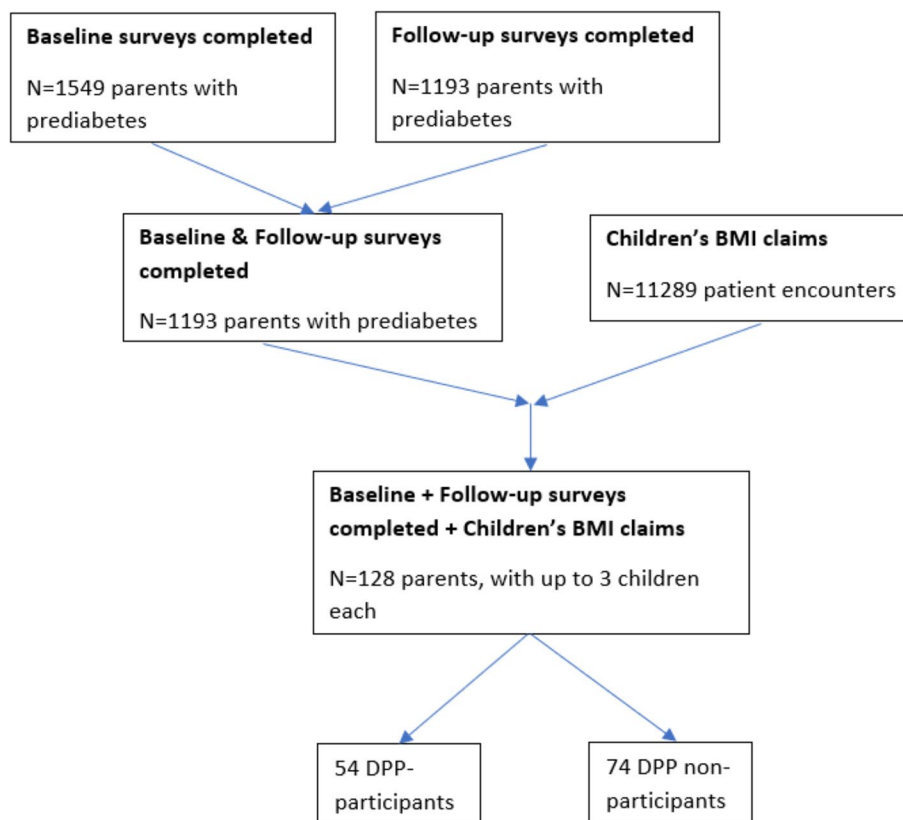 Baseline surveys completed
N=1549 parents with
prediabetes
Follow-up surveys completed
N=1193 parents with
prediabetes
Baseline & Follow-up surveys
completed
N=1193 parents with prediabetes
Children’s BMI claims
N=11289 patient encounters
Baseline + Follow-up surveys
completed + Children’s BMI claims
N=128 parents, with up to 3 children
each
54 DPP-
participants
74 DPP non-
participants